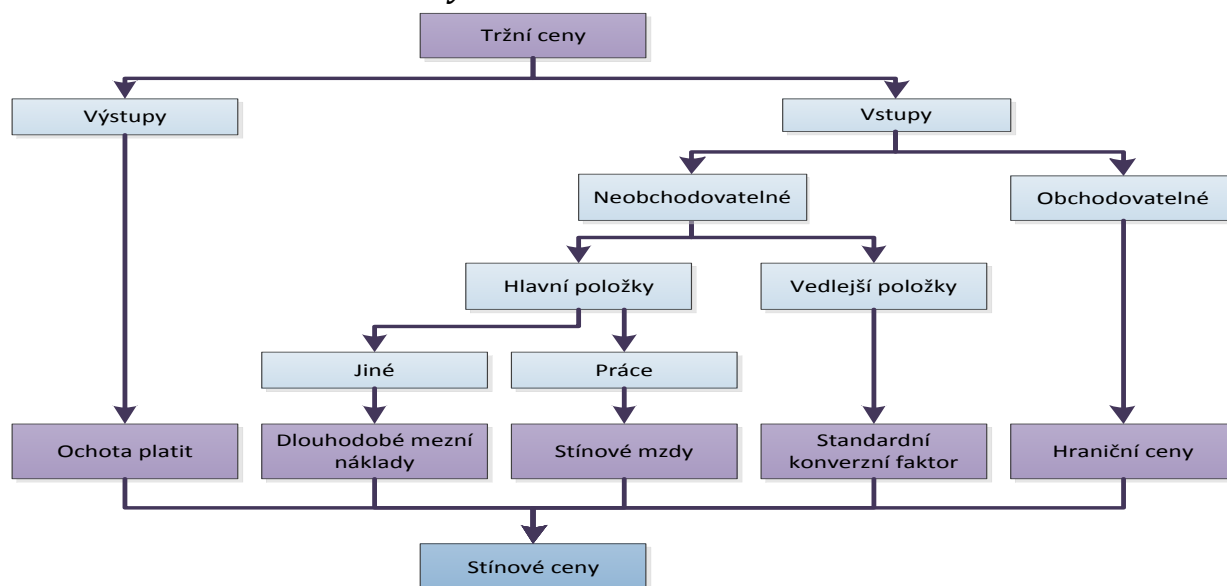 Tržní ceny
Výstupy
Vstupy
Neobchodovatelné
Obchodovatelné
Hlavní položky
Vedlejší položky
Jiné
Práce
Ochota platit
Dlouhodobé mezní
náklady
Stínové mzdy
Standardní
konverzní faktor
Hraniční ceny
Stínové ceny